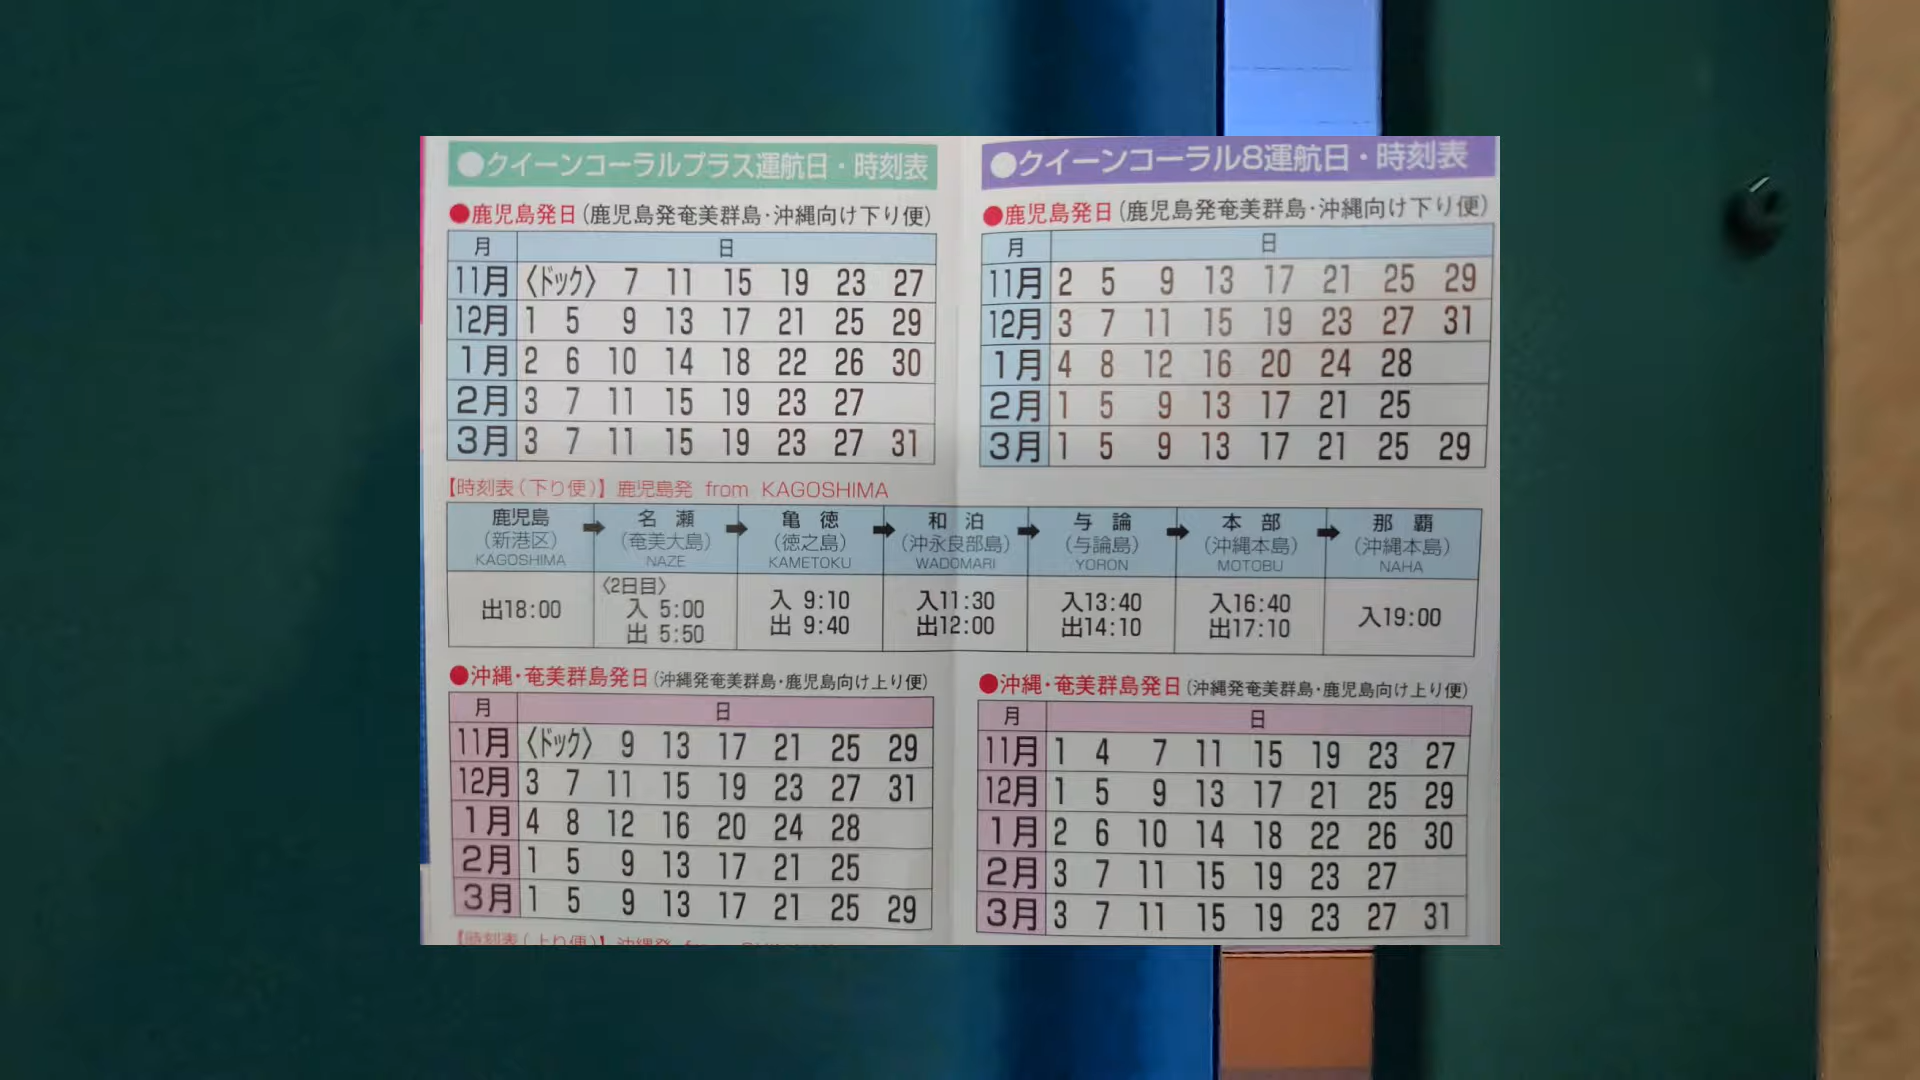 ●クイーンコーラルプラス運航日・時刻表
●鹿児島発日(鹿児島発奄美群島・沖縄向け下り便)
月 日
11月 〈ドック〉 7 11 15 19 23 27
12月 1 5 9 13 17 21 25 29
1月 2 6 10 14 18 22 26 30
2月 3 7 11 15 19 23 27
3月 3 7 11 15 19 23 27 31
●クイーンコーラル8運航日・時刻表
●鹿児島発日(鹿児島発奄美群島・沖縄向け下り便)
月 日
11月 2 5 9 13 17 21 25 29
12月 3 7 11 15 19 23 27 31
1月 4 8 12 16 20 24 28
2月 1 5 9 13 17 21 25
3月 1 5 9 13 17 21 25 29
【時刻表(下り便)】鹿児島発 from KAGOSHIMA
鹿児島 ➡ 名瀬 ➡ 亀徳 ➡ 和泊 ➡ 与論 ➡ 本部 ➡ 那覇
(新港区) (奄美大島) (徳之島) (沖永良部島) (与論島) (沖縄本島) (沖縄本島)
KAGOSHIMA NAZE KAMETOKU WADOMARI YORON MOTOBU NAHA
〈2日目〉
出18:00 入 5:00 入 9:10 入11:30 入13:40 入16:40 入19:00
出 5:50 出 9:40 出12:00 出14:10 出17:10
●沖縄・奄美群島発日(沖縄発奄美群島・鹿児島向け上り便)
月 日
11月 〈ドック〉 9 13 17 21 25 29
12月 3 7 11 15 19 23 27 31
1月 4 8 12 16 20 24 28
2月 1 5 9 13 17 21 25
3月 1 5 9 13 17 21 25 29
●沖縄・奄美群島発日(沖縄発奄美群島・鹿児島向け上り便)
月 日
11月 1 4 7 11 15 19 23 27
12月 1 5 9 13 17 21 25 29
1月 2 6 10 14 18 22 26 30
2月 3 7 11 15 19 23 27
3月 3 7 11 15 19 23 27 31
【時刻表(上り便)】沖縄発